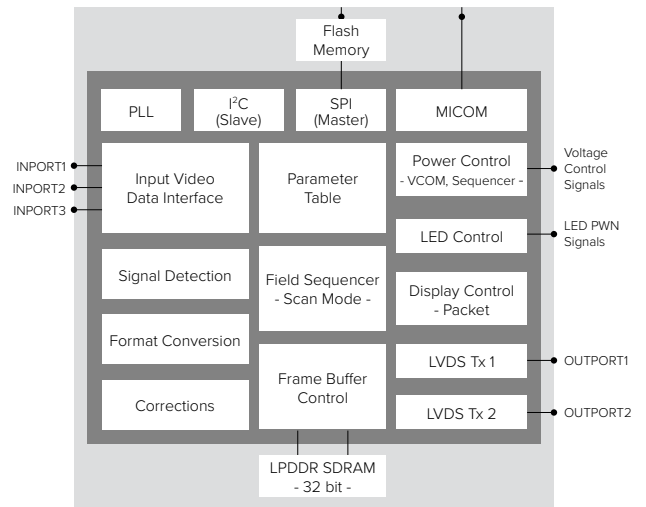 Flash
Memory
PLL
I²C
(Slave)
SPI
(Master)
MICOM
INPORT1
INPORT2
INPORT3
Input Video
Data Interface
Parameter
Table
Power Control
- VCOM, Sequencer -
Voltage
Control
Signals
LED Control
LED PWN
Signals
Signal Detection
Field Sequencer
- Scan Mode -
Display Control
- Packet
Format Conversion
Frame Buffer
Control
LVDS Tx 1
OUTPORT1
Corrections
LVDS Tx 2
OUTPORT2
LPDDR SDRAM
- 32 bit -